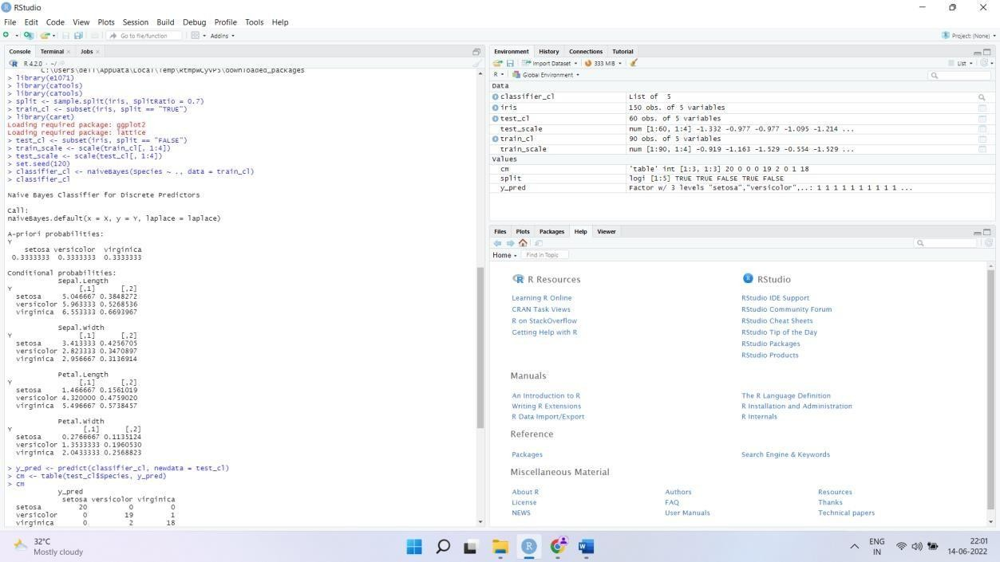 RStudio
File Edit Code View Plots Session Build Debug Profile Tools Help
Go to file/function Addins Project: (None)
Console Terminal Jobs
R 4.2.0 · ~/
C:\Users\dell\AppData\Local\Temp\RtmpWCyVP5\downloaded_packages
> library(e1071)
> library(caTools)
> library(caTools)
> split <- sample.split(iris, SplitRatio = 0.7)
> train_cl <- subset(iris, split == "TRUE")
> library(caret)
Loading required package: ggplot2
Loading required package: lattice
> test_cl <- subset(iris, split == "FALSE")
> train_scale <- scale(train_cl[, 1:4])
> test_scale <- scale(test_cl[, 1:4])
> set.seed(120)
> classifier_cl <- naiveBayes(Species ~ ., data = train_cl)
> classifier_cl
Naive Bayes Classifier for Discrete Predictors
Call:
naiveBayes.default(x = X, y = Y, laplace = laplace)
A-priori probabilities:
Y
setosa versicolor virginica
0.3333333 0.3333333 0.3333333
Conditional probabilities:
Sepal.Length
Y [,1] [,2]
setosa 5.046667 0.3848272
versicolor 5.963333 0.5268536
virginica 6.553333 0.6693967
Sepal.Width
Y [,1] [,2]
setosa 3.413333 0.4256705
versicolor 2.823333 0.3470897
virginica 2.956667 0.3136914
Petal.Length
Y [,1] [,2]
setosa 1.466667 0.1561019
versicolor 4.320000 0.4759020
virginica 5.496667 0.5738457
Petal.Width
Y [,1] [,2]
setosa 0.2766667 0.1135124
versicolor 1.3533333 0.1960530
virginica 2.0433333 0.2568823
> y_pred <- predict(classifier_cl, newdata = test_cl)
> cm <- table(test_cl$Species, y_pred)
> cm
y_pred
setosa versicolor virginica
setosa 20 0 0
versicolor 0 19 1
virginica 0 2 18
Environment History Connections Tutorial
Import Dataset 333 MiB List
R Global Environment
Data
classifier_cl List of 5
iris 150 obs. of 5 variables
test_cl 60 obs. of 5 variables
test_scale num [1:60, 1:4] -1.332 -0.977 -0.977 -1.095 -1.214 ...
train_cl 90 obs. of 5 variables
train_scale num [1:90, 1:4] -0.919 -1.163 -1.529 -0.554 -1.529 ...
Values
cm 'table' int [1:3, 1:3] 20 0 0 0 19 2 0 1 18
split logi [1:5] TRUE TRUE FALSE TRUE FALSE
y_pred Factor w/ 3 levels "setosa","versicolor",..: 1 1 1 1 1 1 1 1 1 1 ...
Files Plots Packages Help Viewer
Home Find in Topic
R Resources RStudio
Learning R Online RStudio IDE Support
CRAN Task Views RStudio Community Forum
R on StackOverflow RStudio Cheat Sheets
Getting Help with R RStudio Tip of the Day
RStudio Packages
RStudio Products
Manuals
An Introduction to R The R Language Definition
Writing R Extensions R Installation and Administration
R Data Import/Export R Internals
Reference
Packages Search Engine & Keywords
Miscellaneous Material
About R Authors Resources
License FAQ Thanks
NEWS User Manuals Technical papers
32°C
Mostly cloudy
ENG
IN
22:01
14-06-2022